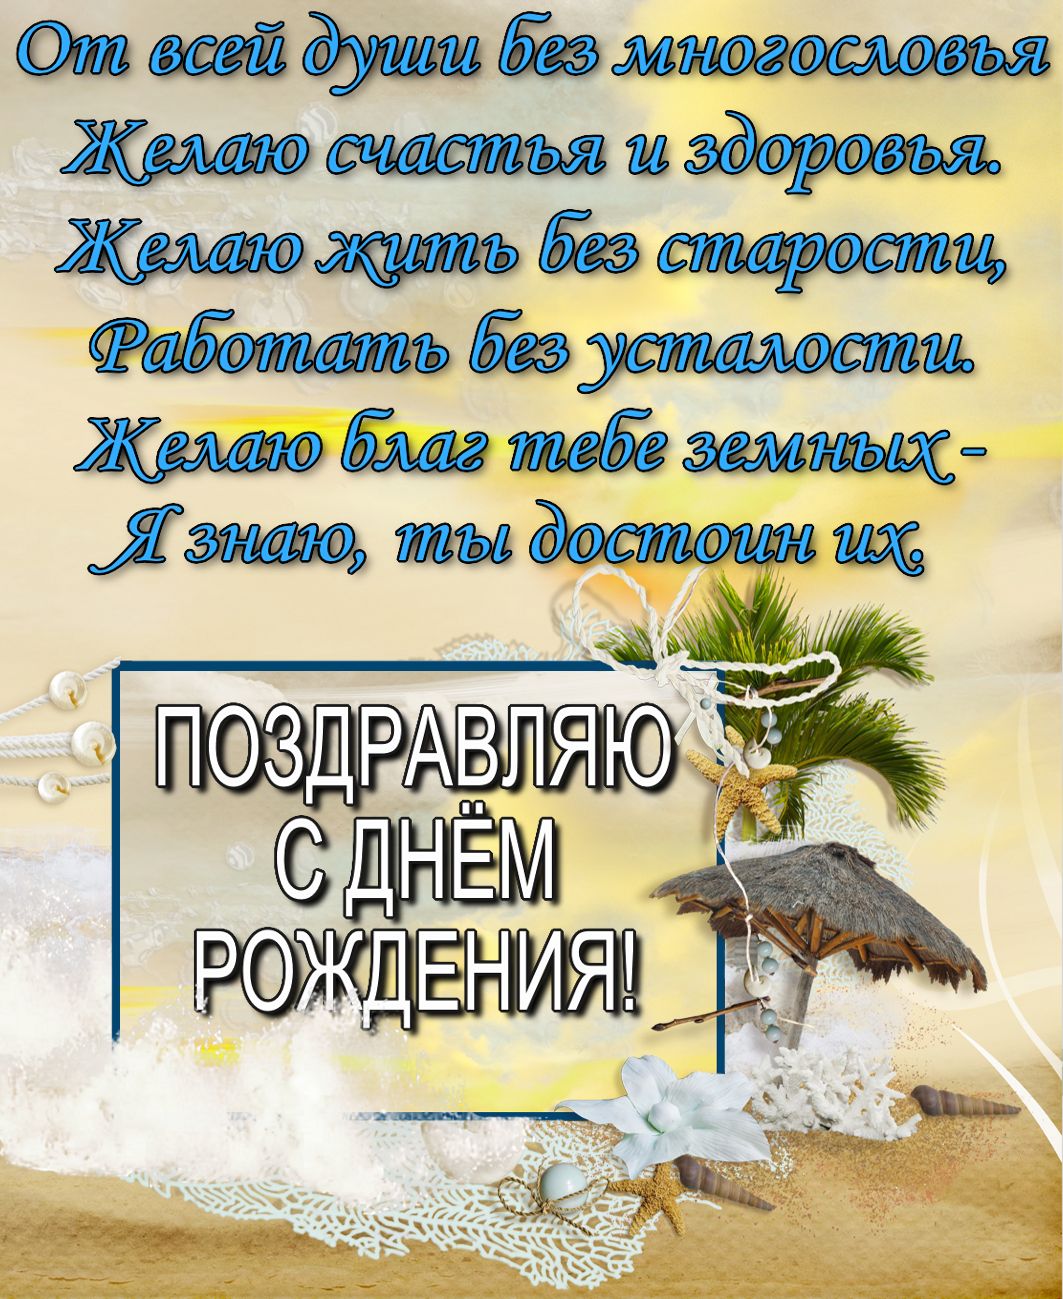 От всей души без многословья
Желаю счастья и здоровья.
Желаю жить без старости,
Работать без усталости.
Желаю благ тебе земных -
Я знаю, ты достоин их.
ПОЗДРАВЛЯЮ
С ДНЁМ
РОЖДЕНИЯ!